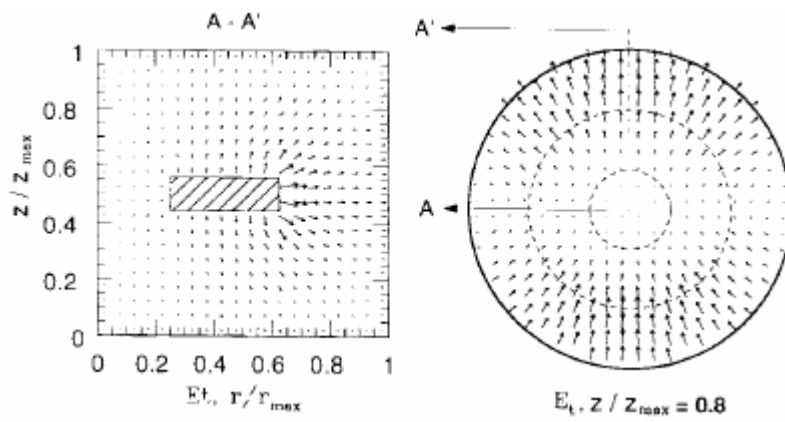 A - A'
1
0.8
0.6
0.4
0.2
0
z / z_max
0 0.2 0.4 0.6 0.8 1
Et, r/r_max
A'
A
E_t, z / z_max = 0.8